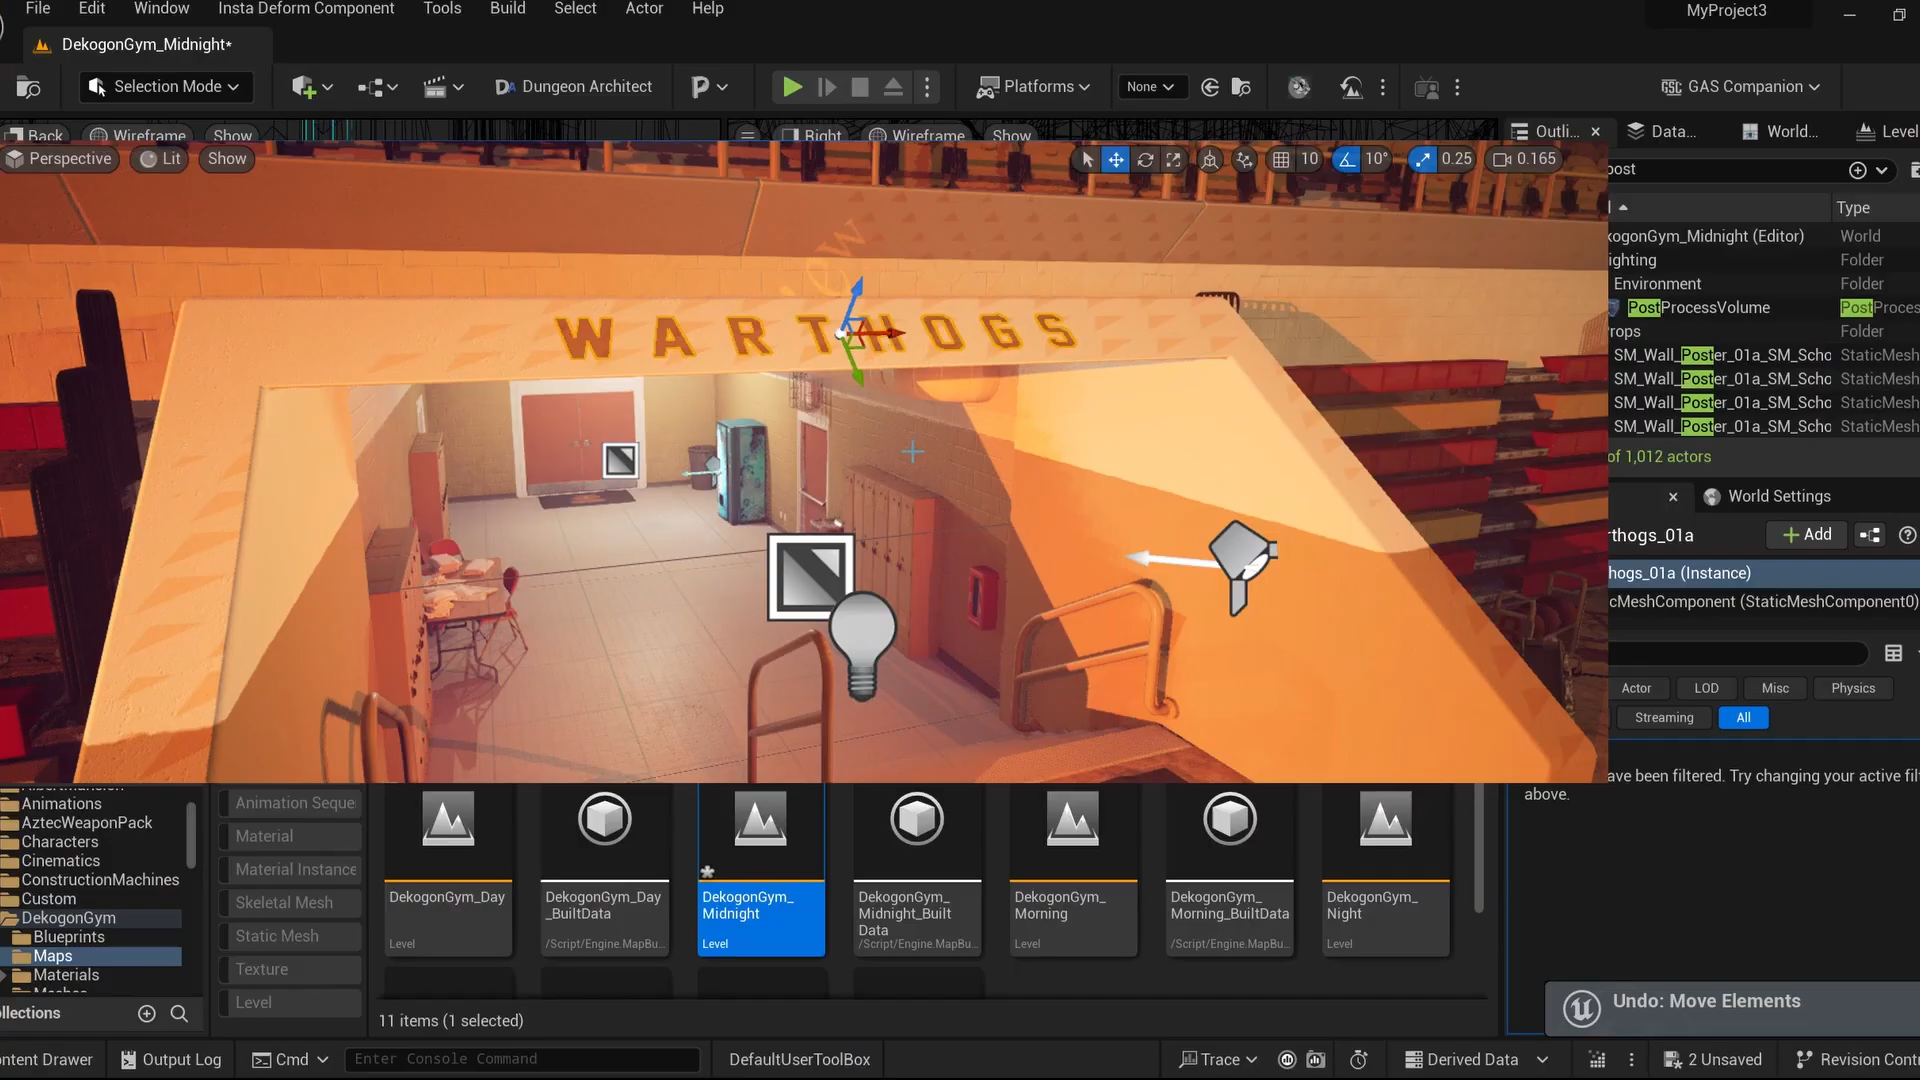 File Edit Window Insta Deform Component Tools Build Select Actor Help MyProject3
DekogonGym_Midnight*
Selection Mode Dungeon Architect Platforms None GAS Companion
Back Wireframe Show Right Wireframe Show Outli... Data... World... Level
Perspective Lit Show 10 10° 0.25 0.165
post
Type
kogonGym_Midnight (Editor) World
ighting Folder
Environment Folder
PostProcessVolume PostProces
rops Folder
SM_Wall_Poster_01a_SM_Scho StaticMesh
SM_Wall_Poster_01a_SM_Scho StaticMesh
SM_Wall_Poster_01a_SM_Scho StaticMesh
SM_Wall_Poster_01a_SM_Scho StaticMesh
of 1,012 actors
WARTHOGS
World Settings
rthogs_01a Add
hogs_01a (Instance)
cMeshComponent (StaticMeshComponent0)
Actor LOD Misc Physics
Streaming All
ave been filtered. Try changing your active filt
above.
Animations
AztecWeaponPack
Characters
Cinematics
ConstructionMachines
Custom
DekogonGym
Blueprints
Maps
Materials
Animation Seque
Material
Material Instance
Skeletal Mesh
Static Mesh
Texture
Level
DekogonGym_Day
Level
DekogonGym_Day
_BuiltData
/Script/Engine.MapBu...
DekogonGym_
Midnight
Level
DekogonGym_
Midnight_Built
Data
/Script/Engine.MapBu...
DekogonGym_
Morning
Level
DekogonGym_
Morning_BuiltData
/Script/Engine.MapBu...
DekogonGym_
Night
Level
llections
11 items (1 selected)
Undo: Move Elements
ntent Drawer Output Log Cmd Enter Console Command DefaultUserToolBox Trace Derived Data 2 Unsaved Revision Contr